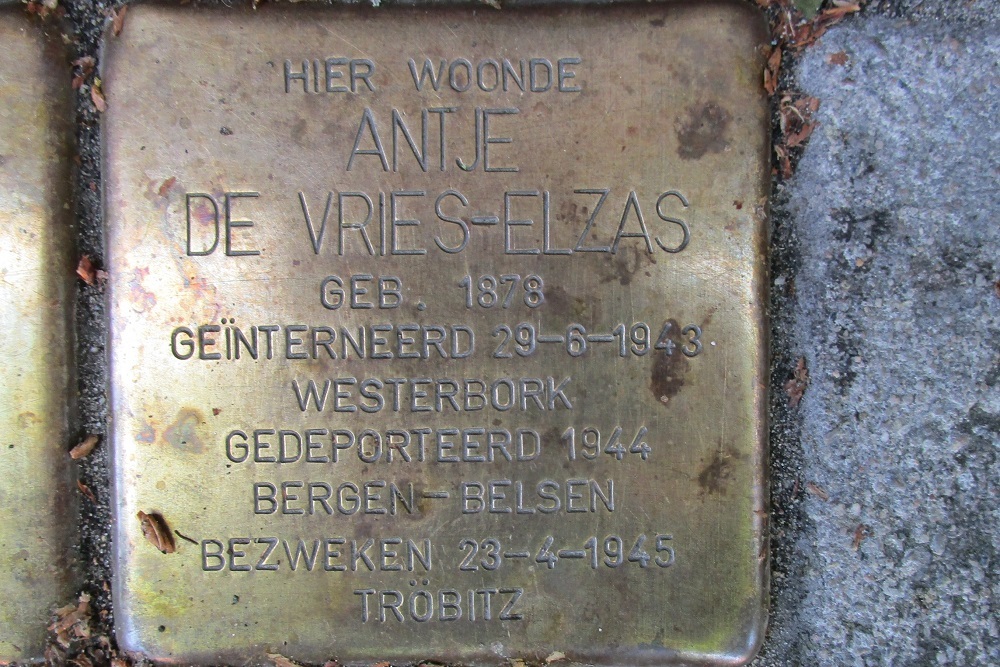 HIER WOONDE
ANTJE
DE VRIES-ELZAS
GEB. 1878
GEÏNTERNEERD 29-6-1943
WESTERBORK
GEDEPORTEERD 1944
BERGEN-BELSEN
BEZWEKEN 23-4-1945
TRÖBITZ